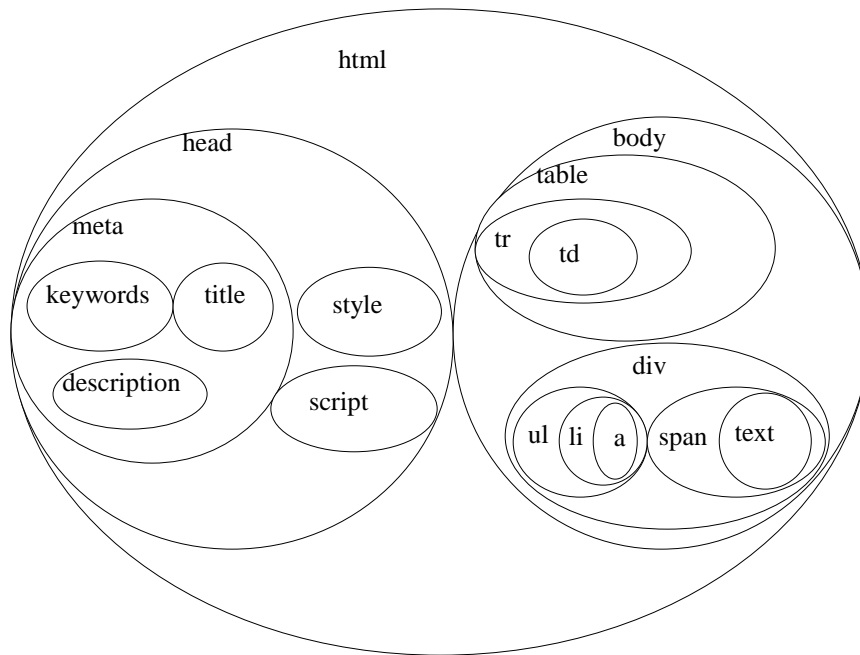 html
head
body
table
meta
tr
td
keywords
title
style
description
script
div
ul
li
a
span
text